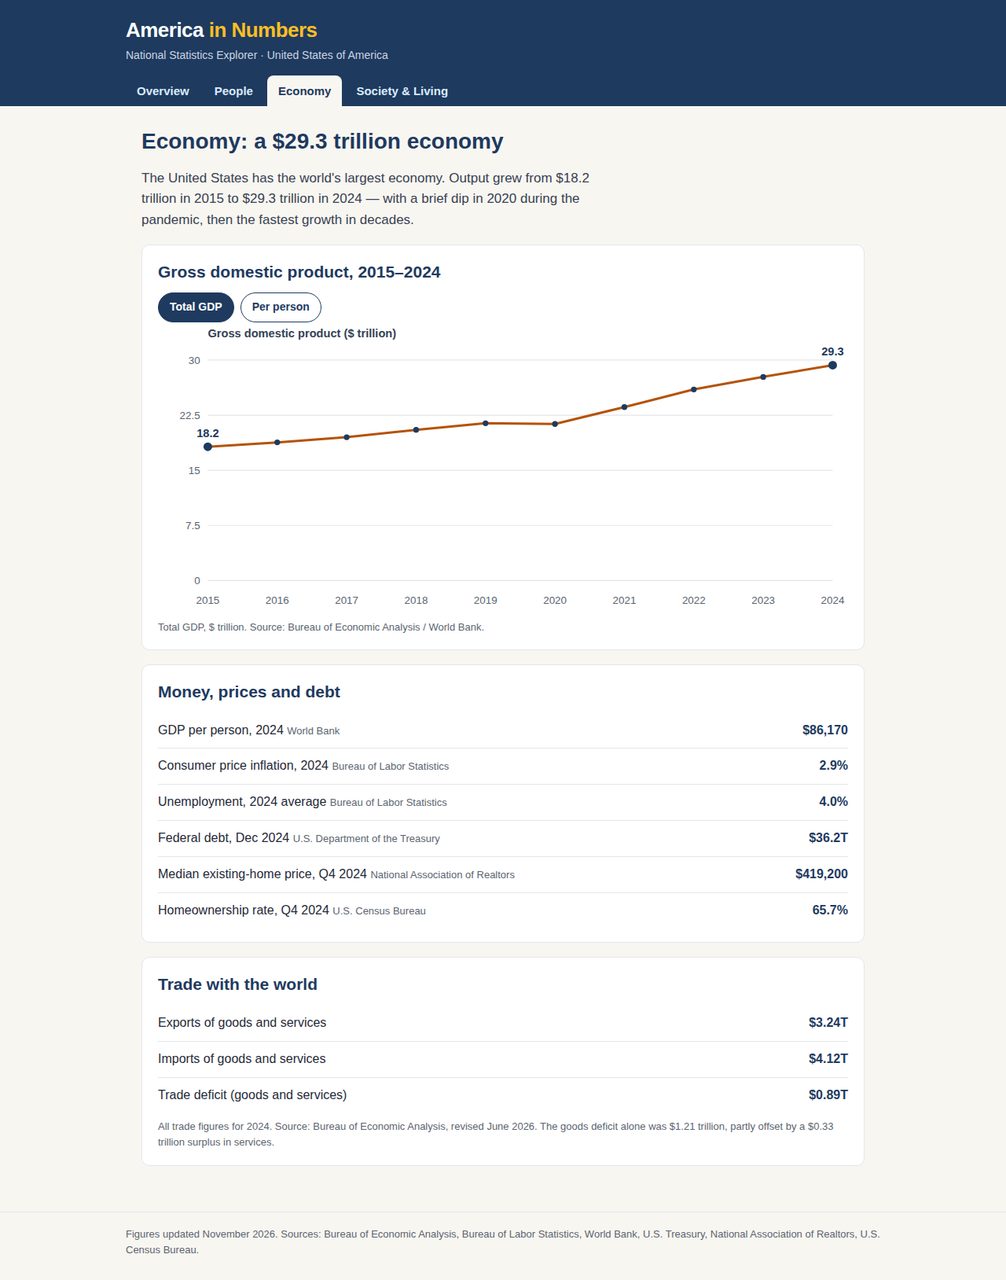 America in Numbers
National Statistics Explorer · United States of America
Overview People Economy Society & Living
Economy: a $29.3 trillion economy
The United States has the world's largest economy. Output grew from $18.2
trillion in 2015 to $29.3 trillion in 2024 — with a brief dip in 2020 during the
pandemic, then the fastest growth in decades.
Gross domestic product, 2015–2024
Total GDP Per person
Gross domestic product ($ trillion)
29.3
30
22.5
18.2
15
7.5
0
2015 2016 2017 2018 2019 2020 2021 2022 2023 2024
Total GDP, $ trillion. Source: Bureau of Economic Analysis / World Bank.
Money, prices and debt
GDP per person, 2024 World Bank $86,170
Consumer price inflation, 2024 Bureau of Labor Statistics 2.9%
Unemployment, 2024 average Bureau of Labor Statistics 4.0%
Federal debt, Dec 2024 U.S. Department of the Treasury $36.2T
Median existing-home price, Q4 2024 National Association of Realtors $419,200
Homeownership rate, Q4 2024 U.S. Census Bureau 65.7%
Trade with the world
Exports of goods and services $3.24T
Imports of goods and services $4.12T
Trade deficit (goods and services) $0.89T
All trade figures for 2024. Source: Bureau of Economic Analysis, revised June 2026. The goods deficit alone was $1.21 trillion, partly offset by a $0.33
trillion surplus in services.
Figures updated November 2026. Sources: Bureau of Economic Analysis, Bureau of Labor Statistics, World Bank, U.S. Treasury, National Association of Realtors, U.S.
Census Bureau.